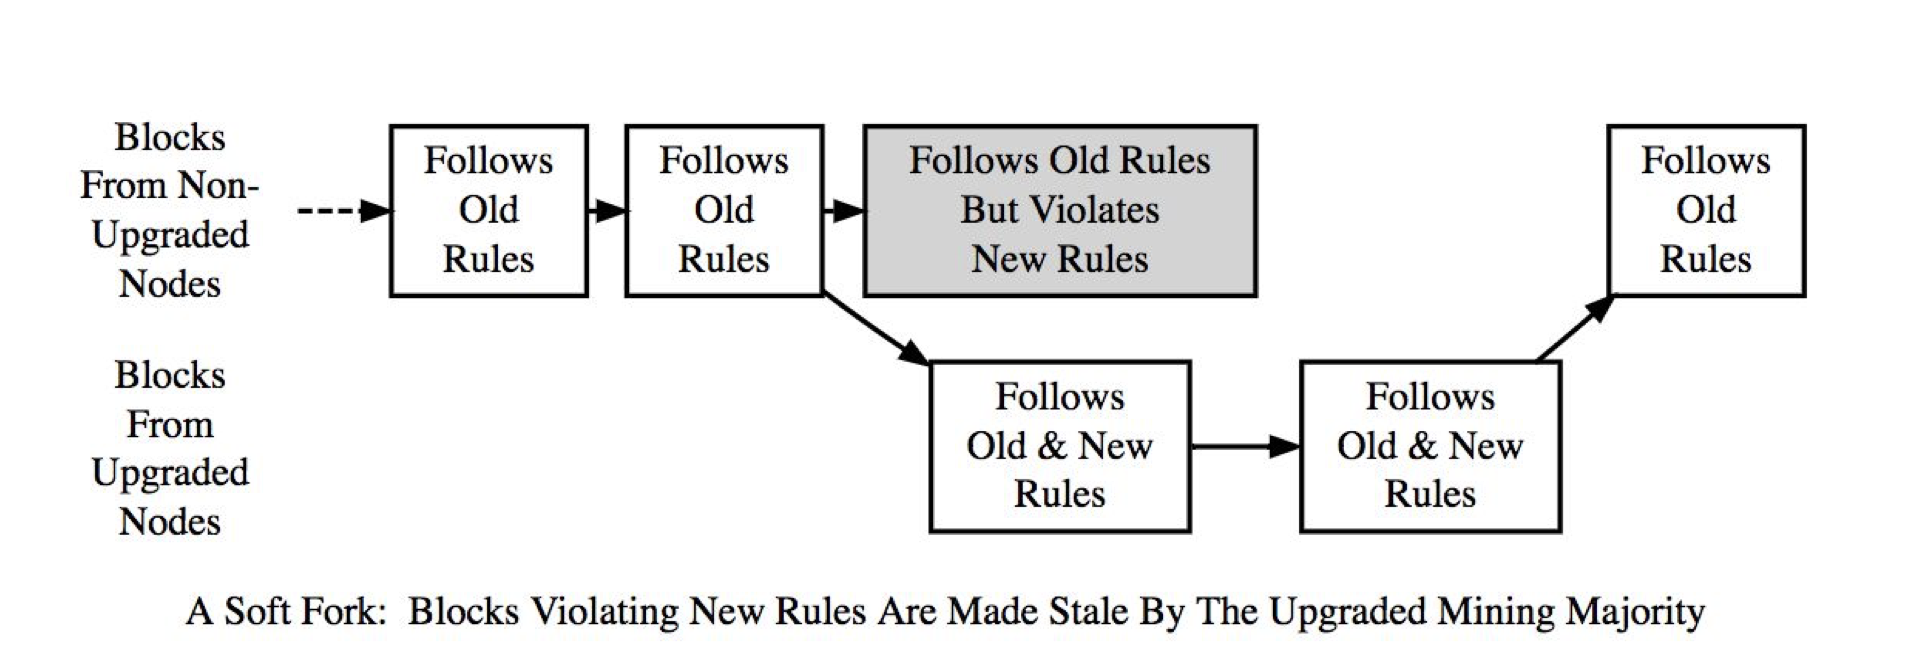 Blocks
From Non-
Upgraded
Nodes
Follows
Old
Rules
Follows
Old
Rules
Follows Old Rules
But Violates
New Rules
Follows
Old
Rules
Blocks
From
Upgraded
Nodes
Follows
Old & New
Rules
Follows
Old & New
Rules
A Soft Fork:  Blocks Violating New Rules Are Made Stale By The Upgraded Mining Majority